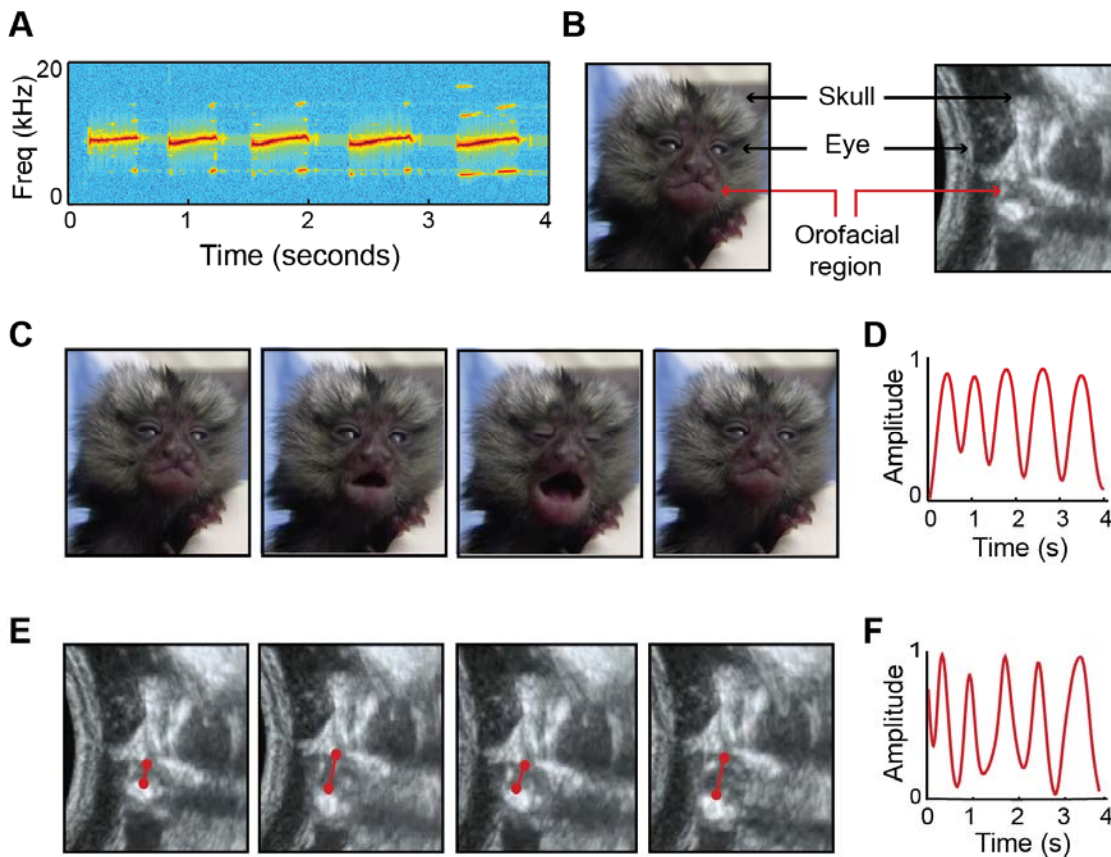 A
20
Freq (kHz)
0
0 1 2 3 4
Time (seconds)
B
Skull
Eye
Orofacial
region
C
D
1
Amplitude
0
0 1 2 3 4
Time (s)
E
F
1
Amplitude
0
0 1 2 3 4
Time (s)